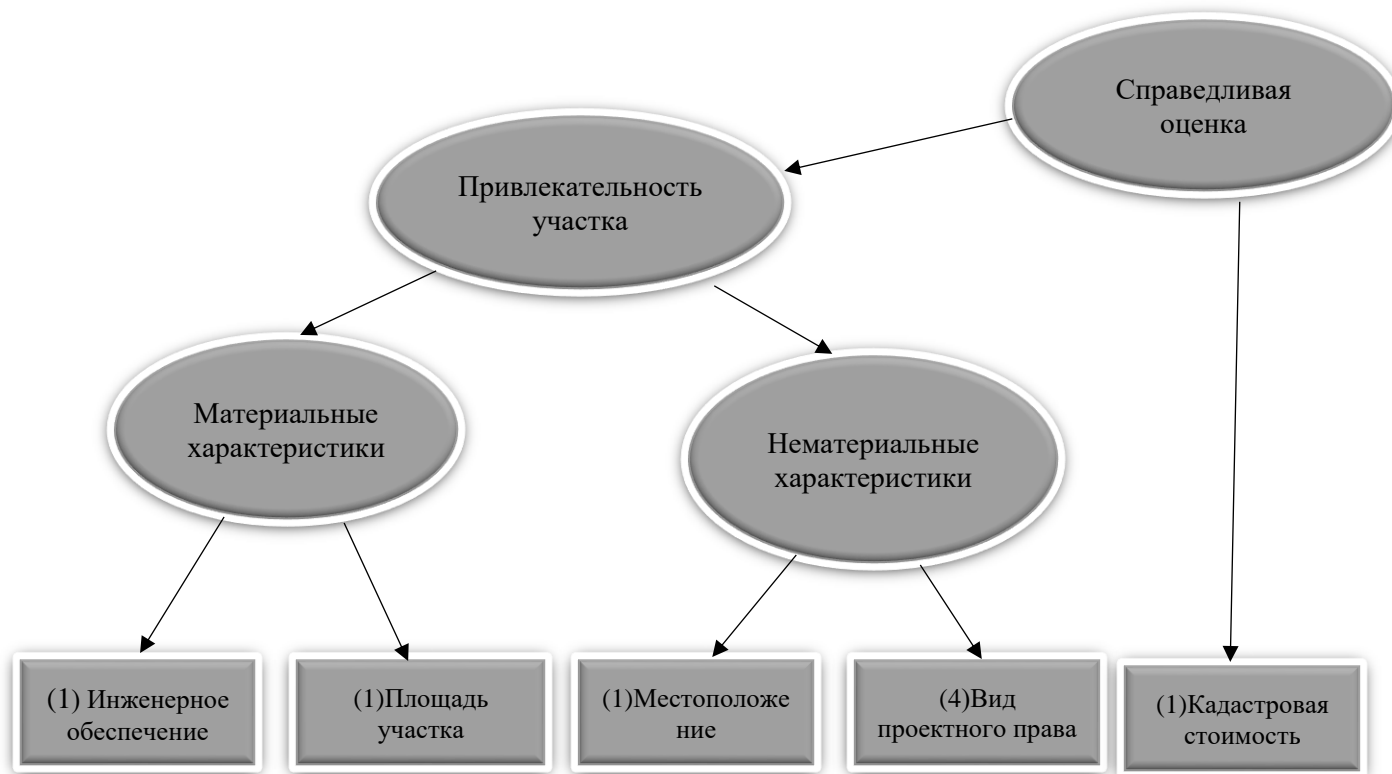 Справедливая
оценка
Привлекательность
участка
Материальные
характеристики
Нематериальные
характеристики
(1) Инженерное
обеспечение
(1)Площадь
участка
(1)Местоположе
ние
(4)Вид
проектного права
(1)Кадастровая
стоимость